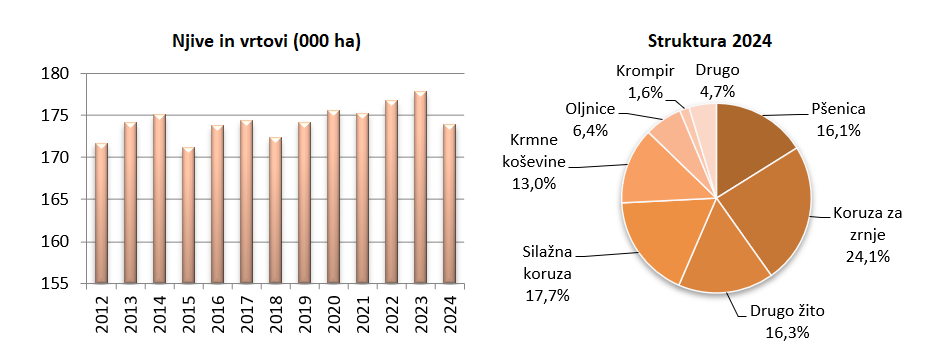 Njive in vrtovi (000 ha)
180
175
170
165
160
155
2012
2013
2014
2015
2016
2017
2018
2019
2020
2021
2022
2023
2024
Struktura 2024
Pšenica
16,1%
Koruza za
zrnje
24,1%
Drugo žito
16,3%
Silažna
koruza
17,7%
Krmne
koševine
13,0%
Oljnice
6,4%
Krompir
1,6%
Drugo
4,7%